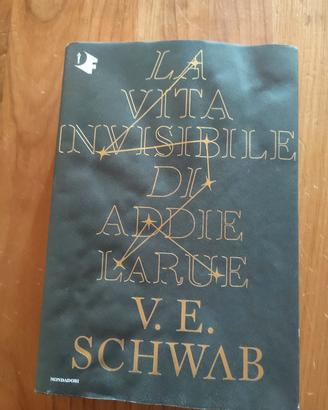 LA
VITA
INVISIBILE
DI
ADDIE
LARUE
V. E.
SCHWAB
MONDADORI